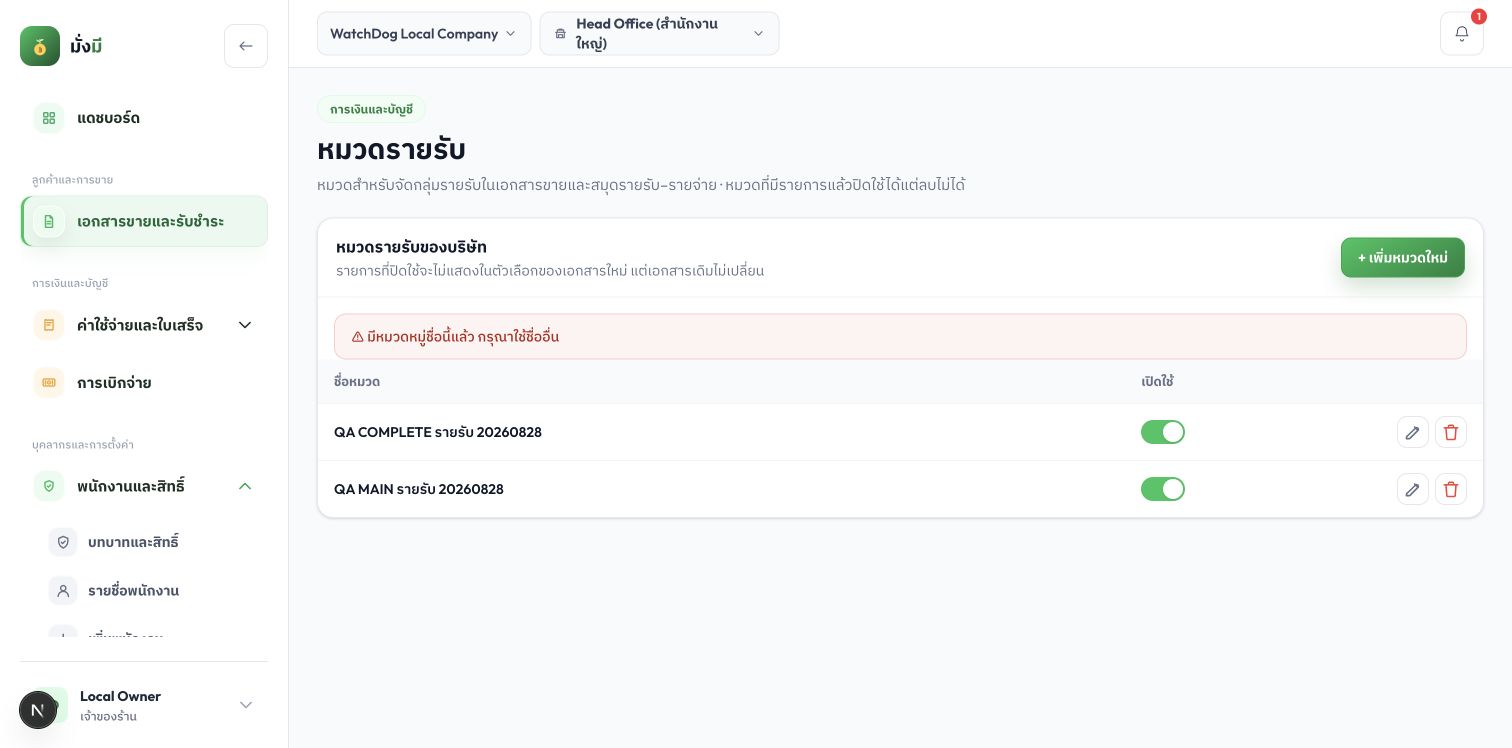 มั่งมี
แดชบอร์ด
ลูกค้าและการขาย
เอกสารขายและรับชำระ
การเงินและบัญชี
ค่าใช้จ่ายและใบเสร็จ
การเบิกจ่าย
บุคลากรและการตั้งค่า
พนักงานและสิทธิ์
บทบาทและสิทธิ์
รายชื่อพนักงาน
N
Local Owner
เจ้าของร้าน
WatchDog Local Company
Head Office (สำนักงาน
ใหญ่)
1
การเงินและบัญชี
หมวดรายรับ
หมวดสำหรับจัดกลุ่มรายรับในเอกสารขายและสมุดรายรับ-รายจ่าย · หมวดที่มีรายการแล้วปิดใช้ได้แต่ลบไม่ได้
หมวดรายรับของบริษัท
รายการที่ปิดใช้จะไม่แสดงในตัวเลือกของเอกสารใหม่ แต่เอกสารเดิมไม่เปลี่ยน
+ เพิ่มหมวดใหม่
⚠ มีหมวดหมู่ชื่อนี้แล้ว กรุณาใช้ชื่ออื่น
ชื่อหมวด เปิดใช้
QA COMPLETE รายรับ 20260828
QA MAIN รายรับ 20260828